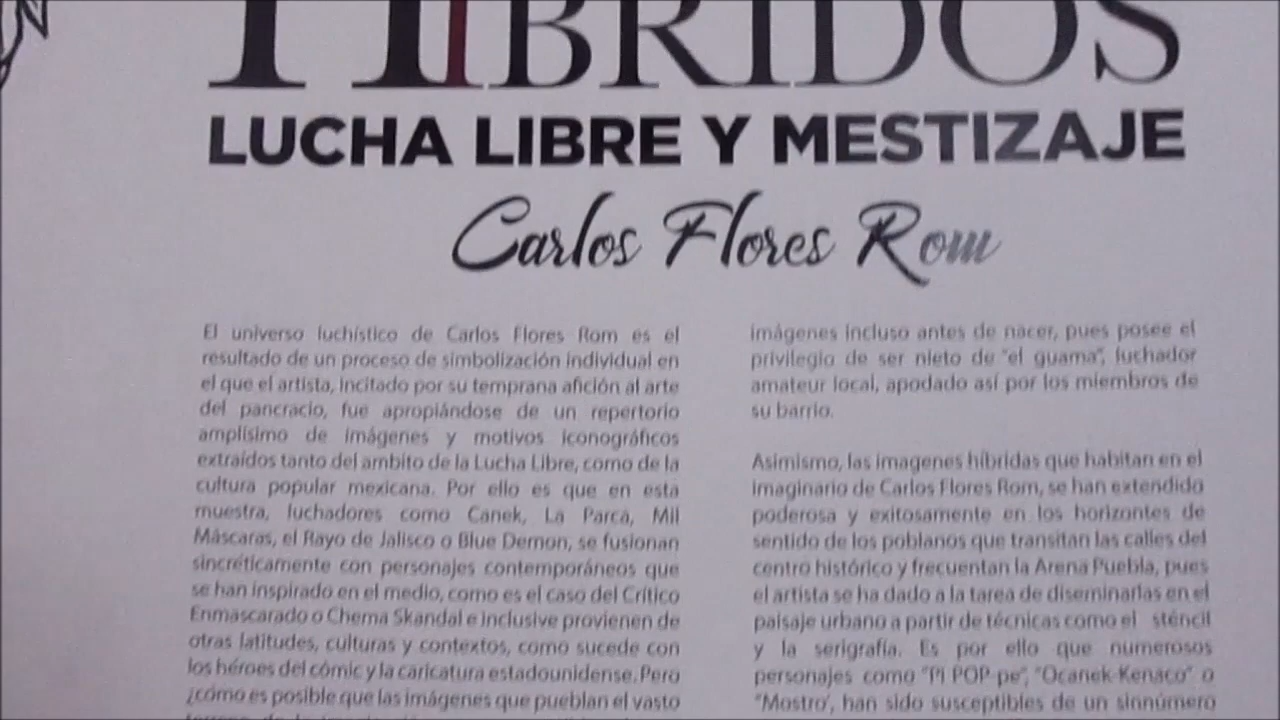 HÍBRIDOS
LUCHA LIBRE Y MESTIZAJE
Carlos Flores Rom
El universo luchístico de Carlos Flores Rom es el
resultado de un proceso de simbolización individual en
el que el artista, incitado por su temprana afición al arte
del pancracio, fue apropiándose de un repertorio
amplísimo de imágenes y motivos iconográficos
extraídos tanto del ambito de la Lucha Libre, como de la
cultura popular mexicana. Por ello es que en esta
muestra, luchadores como Canek, La Parca, Mil
Máscaras, el Rayo de Jalisco o Blue Demon, se fusionan
sincréticamente con personajes contemporáneos que
se han inspirado en el medio, como es el caso del Crítico
Enmascarado o Chema Skandal e inclusive provienen de
otras latitudes, culturas y contextos, como sucede con
los héroes del cómic y la caricatura estadounidense. Pero
¿cómo es posible que las imágenes que pueblan el vasto
imágenes incluso antes de nacer, pues posee el
privilegio de ser nieto de "el guama", luchador
amateur local, apodado así por los miembros de
su barrio.
Asimismo, las imagenes híbridas que habitan en el
imaginario de Carlos Flores Rom, se han extendido
poderosa y exitosamente en los horizontes de
sentido de los poblanos que transitan las calles del
centro histórico y frecuentan la Arena Puebla, pues
el artista se ha dado a la tarea de diseminarlas en el
paisaje urbano a partir de técnicas como el sténcil
y la serigrafía. Es por ello que numerosos
personajes como "Pi POP-pe", "Ocanek-Kenaco" o
"Mostro", han sido susceptibles de un sinnúmero